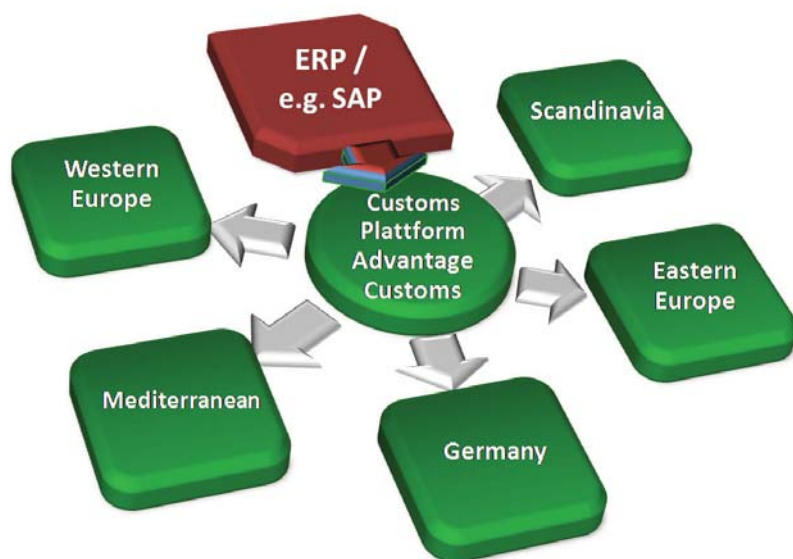 ERP /
e.g. SAP
Scandinavia
Western
Europe
Customs
Plattform
Advantage
Customs
Eastern
Europe
Mediterranean
Germany